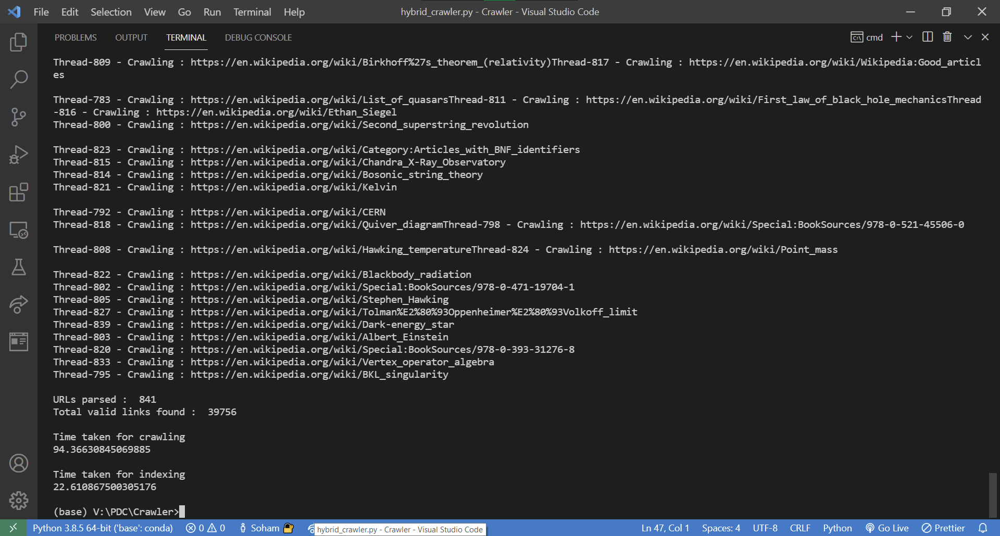 File Edit Selection View Go Run Terminal Help hybrid_crawler.py - Crawler - Visual Studio Code
PROBLEMS OUTPUT TERMINAL DEBUG CONSOLE cmd
Thread-809 - Crawling : https://en.wikipedia.org/wiki/Birkhoff%27s_theorem_(relativity)Thread-817 - Crawling : https://en.wikipedia.org/wiki/Wikipedia:Good_articl
es
Thread-783 - Crawling : https://en.wikipedia.org/wiki/List_of_quasarsThread-811 - Crawling : https://en.wikipedia.org/wiki/First_law_of_black_hole_mechanicsThread
-816 - Crawling : https://en.wikipedia.org/wiki/Ethan_Siegel
Thread-800 - Crawling : https://en.wikipedia.org/wiki/Second_superstring_revolution
Thread-823 - Crawling : https://en.wikipedia.org/wiki/Category:Articles_with_BNF_identifiers
Thread-815 - Crawling : https://en.wikipedia.org/wiki/Chandra_X-Ray_Observatory
Thread-814 - Crawling : https://en.wikipedia.org/wiki/Bosonic_string_theory
Thread-821 - Crawling : https://en.wikipedia.org/wiki/Kelvin
Thread-792 - Crawling : https://en.wikipedia.org/wiki/CERN
Thread-818 - Crawling : https://en.wikipedia.org/wiki/Quiver_diagramThread-798 - Crawling : https://en.wikipedia.org/wiki/Special:BookSources/978-0-521-45506-0
Thread-808 - Crawling : https://en.wikipedia.org/wiki/Hawking_temperatureThread-824 - Crawling : https://en.wikipedia.org/wiki/Point_mass
Thread-822 - Crawling : https://en.wikipedia.org/wiki/Blackbody_radiation
Thread-802 - Crawling : https://en.wikipedia.org/wiki/Special:BookSources/978-0-471-19704-1
Thread-805 - Crawling : https://en.wikipedia.org/wiki/Stephen_Hawking
Thread-827 - Crawling : https://en.wikipedia.org/wiki/Tolman%E2%80%93Oppenheimer%E2%80%93Volkoff_limit
Thread-839 - Crawling : https://en.wikipedia.org/wiki/Dark-energy_star
Thread-803 - Crawling : https://en.wikipedia.org/wiki/Albert_Einstein
Thread-820 - Crawling : https://en.wikipedia.org/wiki/Special:BookSources/978-0-393-31276-8
Thread-833 - Crawling : https://en.wikipedia.org/wiki/Vertex_operator_algebra
Thread-795 - Crawling : https://en.wikipedia.org/wiki/BKL_singularity
URLs parsed :  841
Total valid links found :  39756
Time taken for crawling
94.36630845069885
Time taken for indexing
22.610867500305176
(base) V:\PDC\Crawler>
Python 3.8.5 64-bit ('base': conda) 0 0 Soham hybrid_crawler.py - Crawler - Visual Studio Code Ln 47, Col 1 Spaces: 4 UTF-8 CRLF Python Go Live Prettier